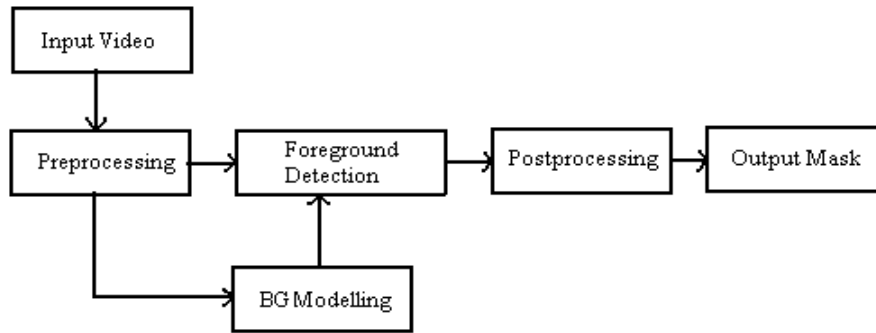 Input Video
Preprocessing
Foreground
Detection
Postprocessing
Output Mask
BG Modelling